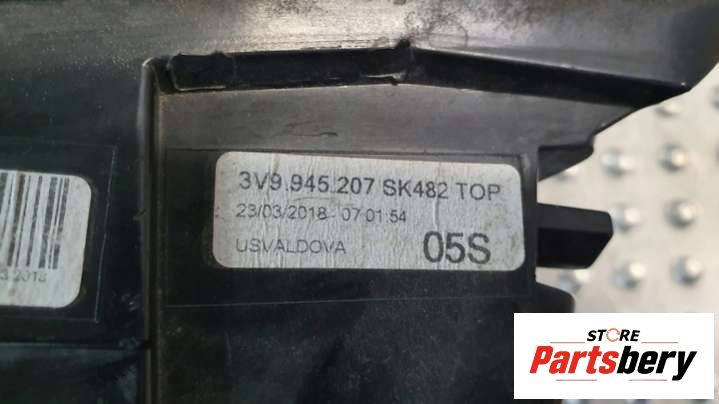 3V9.945.207 SK482 TOP
23/03/2018 - 07:01:54
USVALDOVA 05S
STORE
Partsbery